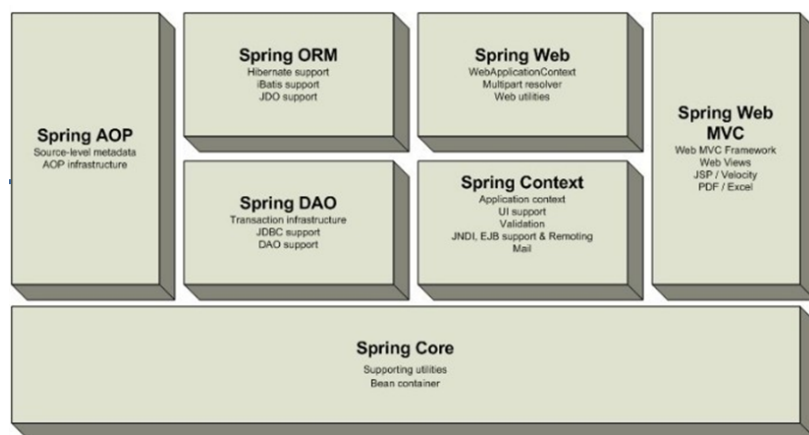 Spring AOP
Source-level metadata
AOP infrastructure
Spring ORM
Hibernate support
iBatis support
JDO support
Spring Web
WebApplicationContext
Multipart resolver
Web utilities
Spring Web
MVC
Web MVC Framework
Web Views
JSP / Velocity
PDF / Excel
Spring DAO
Transaction infrastructure
JDBC support
DAO support
Spring Context
Application context
UI support
Validation
JNDI, EJB support & Remoting
Mail
Spring Core
Supporting utilities
Bean container